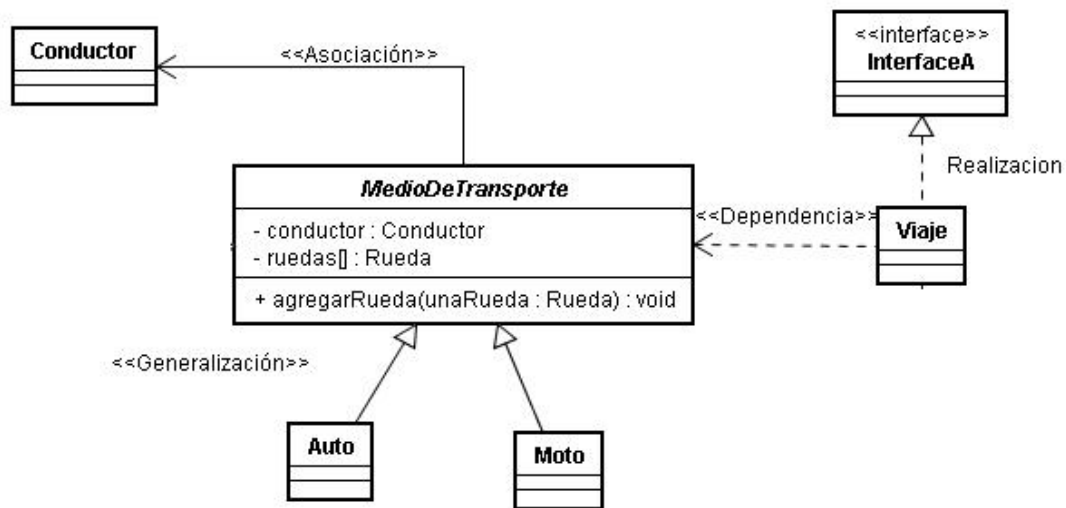 Conductor
<<Asociación>>
<<interface>>
InterfaceA
Realizacion
MedioDeTransporte
- conductor : Conductor
- ruedas[] : Rueda
+ agregarRueda(unaRueda : Rueda) : void
<<Dependencia>>
Viaje
<<Generalización>>
Auto
Moto